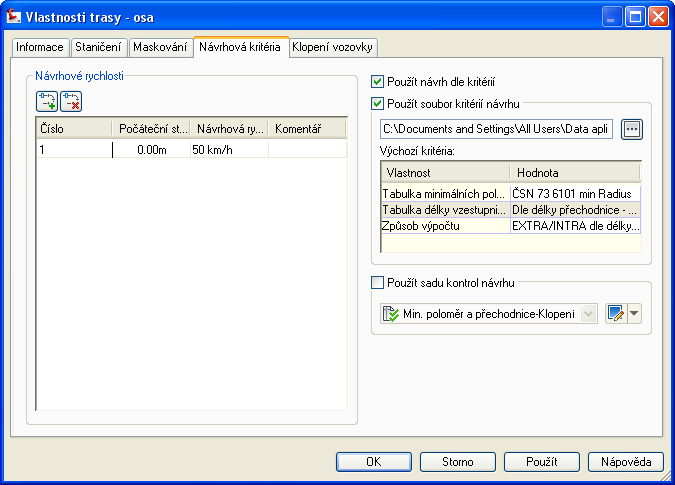 Vlastnosti trasy - osa
Informace Staničení Maskování Návrhová kritéria Klopení vozovky
Návrhové rychlosti
Číslo Počáteční st... Návrhová ry... Komentář
1 0.00m 50 km/h
Použít návrh dle kritérií
Použít soubor kritérií návrhu
C:\Documents and Settings\All Users\Data apli
Výchozí kritéria:
Vlastnost Hodnota
Tabulka minimálních pol... ČSN 73 6101 min Radius
Tabulka délky vzestupni... Dle délky přechodnice - ...
Způsob výpočtu EXTRA/INTRA dle délky...
Použít sadu kontrol návrhu
Min. poloměr a přechodnice-Klopení
OK Storno Použít Nápověda